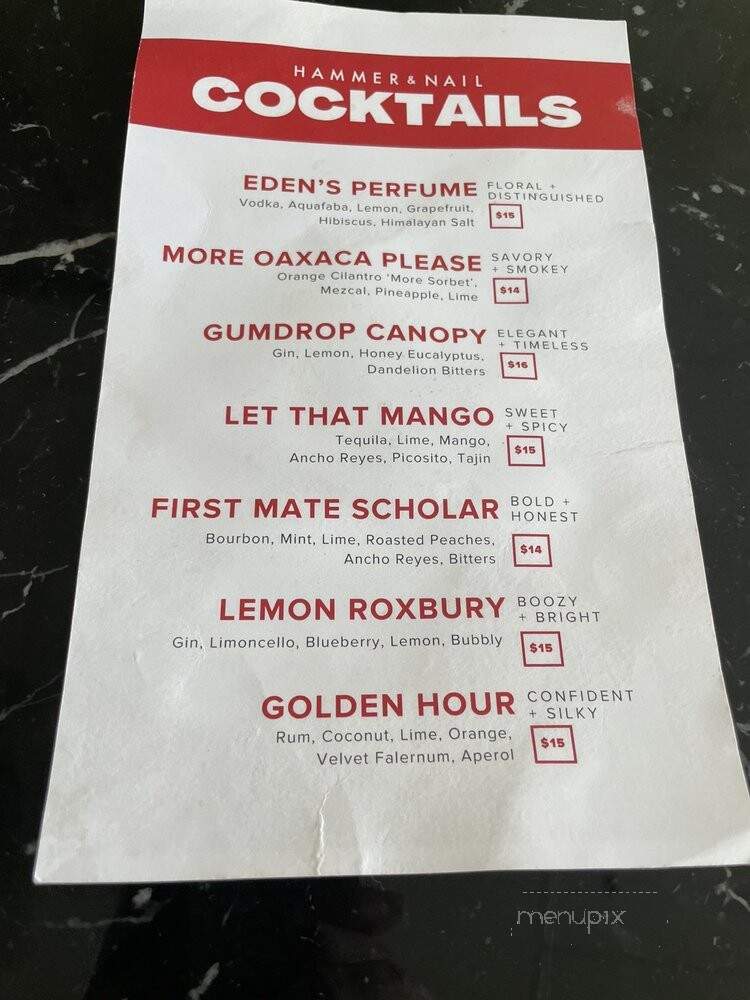 HAMMER & NAIL
COCKTAILS
EDEN'S PERFUME
FLORAL +
DISTINGUISHED
Vodka, Aquafaba, Lemon, Grapefruit,
Hibiscus, Himalayan Salt
$15
MORE OAXACA PLEASE
SAVORY
+ SMOKEY
Orange Cilantro 'More Sorbet',
Mezcal, Pineapple, Lime
$14
GUMDROP CANOPY
ELEGANT
+ TIMELESS
Gin, Lemon, Honey Eucalyptus,
Dandelion Bitters
$16
LET THAT MANGO
SWEET
+ SPICY
Tequila, Lime, Mango,
Ancho Reyes, Picosito, Tajin
$15
FIRST MATE SCHOLAR
BOLD +
HONEST
Bourbon, Mint, Lime, Roasted Peaches,
Ancho Reyes, Bitters
$14
LEMON ROXBURY
BOOZY
+ BRIGHT
Gin, Limoncello, Blueberry, Lemon, Bubbly
$15
GOLDEN HOUR
CONFIDENT
+ SILKY
Rum, Coconut, Lime, Orange,
Velvet Falernum, Aperol
$15
menupix